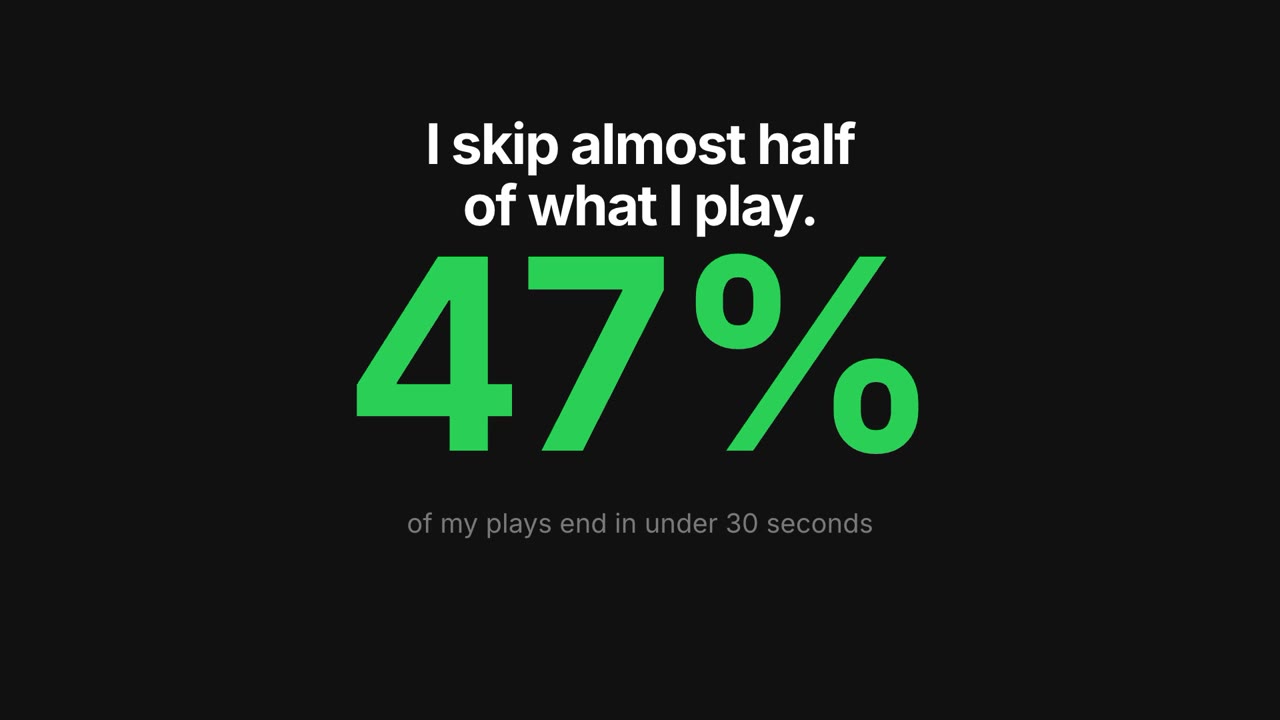 I skip almost half
of what I play.
47%
of my plays end in under 30 seconds